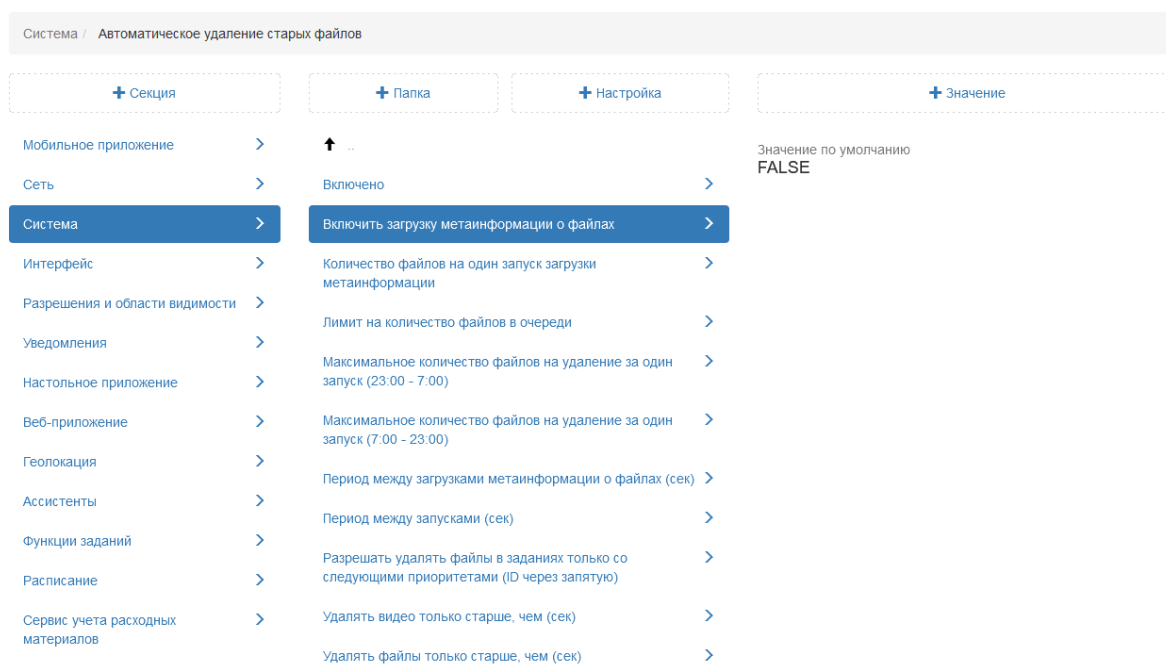 Система / Автоматическое удаление старых файлов
+ Секция
+ Папка
+ Настройка
+ Значение
Мобильное приложение
Сеть
Система
Интерфейс
Разрешения и области видимости
Уведомления
Настольное приложение
Веб-приложение
Геолокация
Ассистенты
Функции заданий
Расписание
Сервис учета расходных
материалов
..
Включено
Включить загрузку метаинформации о файлах
Количество файлов на один запуск загрузки
метаинформации
Лимит на количество файлов в очереди
Максимальное количество файлов на удаление за один
запуск (23:00 - 7:00)
Максимальное количество файлов на удаление за один
запуск (7:00 - 23:00)
Период между загрузками метаинформации о файлах (сек)
Период между запусками (сек)
Разрешать удалять файлы в заданиях только со
следующими приоритетами (ID через запятую)
Удалять видео только старше, чем (сек)
Удалять файлы только старше, чем (сек)
Значение по умолчанию
FALSE